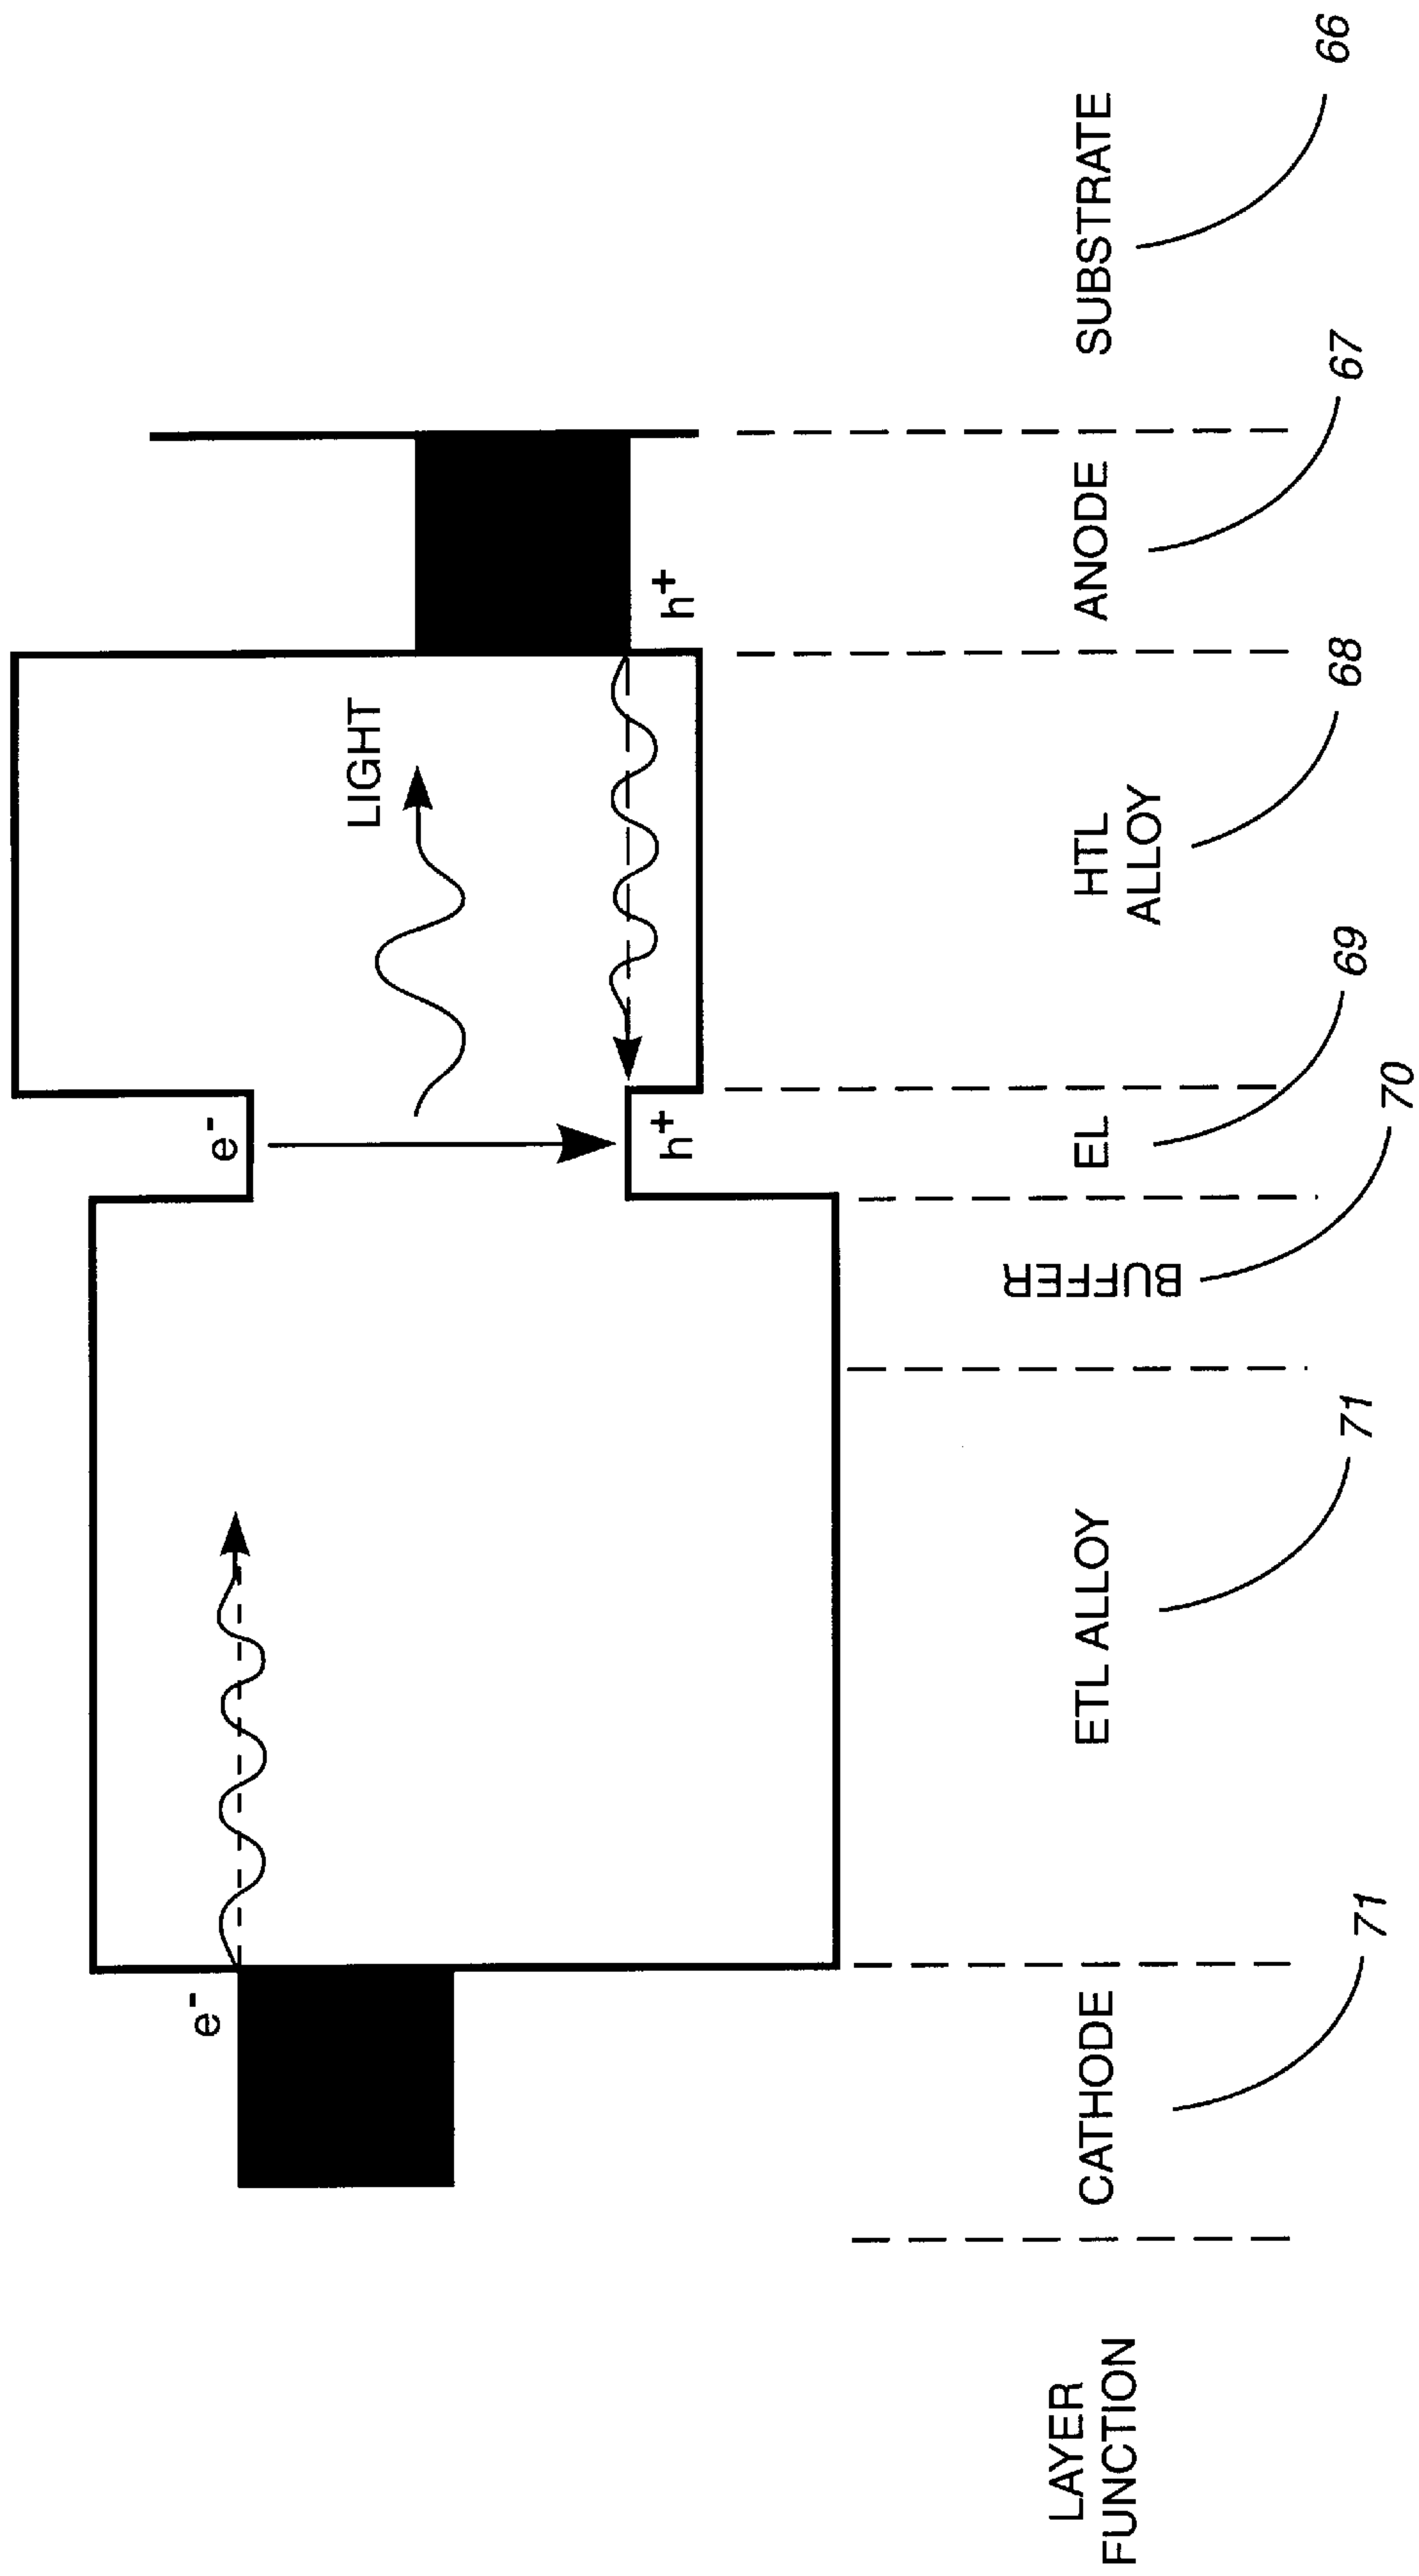 LIGHT
e-
e-
h+
h+
LAYER
FUNCTION
CATHODE
ETL ALLOY
BUFFER
EL
HTL
ALLOY
ANODE
SUBSTRATE
71
71
70
69
68
67
66